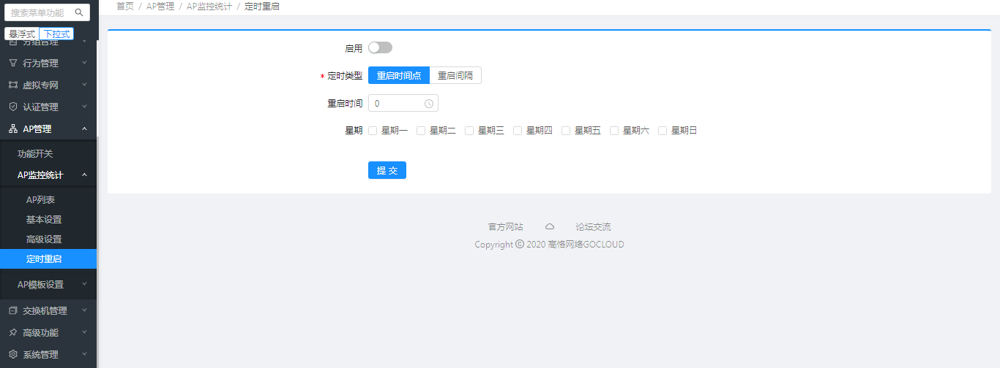 搜索菜单功能
悬浮式 下拉式
分组管理
行为管理
虚拟专网
认证管理
AP管理
功能开关
AP监控统计
AP列表
基本设置
高级设置
定时重启
AP模板设置
交换机管理
高级功能
系统管理
首页 / AP管理 / AP监控统计 / 定时重启
启用
* 定时类型 重启时间点 重启间隔
重启时间 0
星期 星期一 星期二 星期三 星期四 星期五 星期六 星期日
提 交
官方网站 论坛交流
Copyright © 2020 高恪网络GOCLOUD